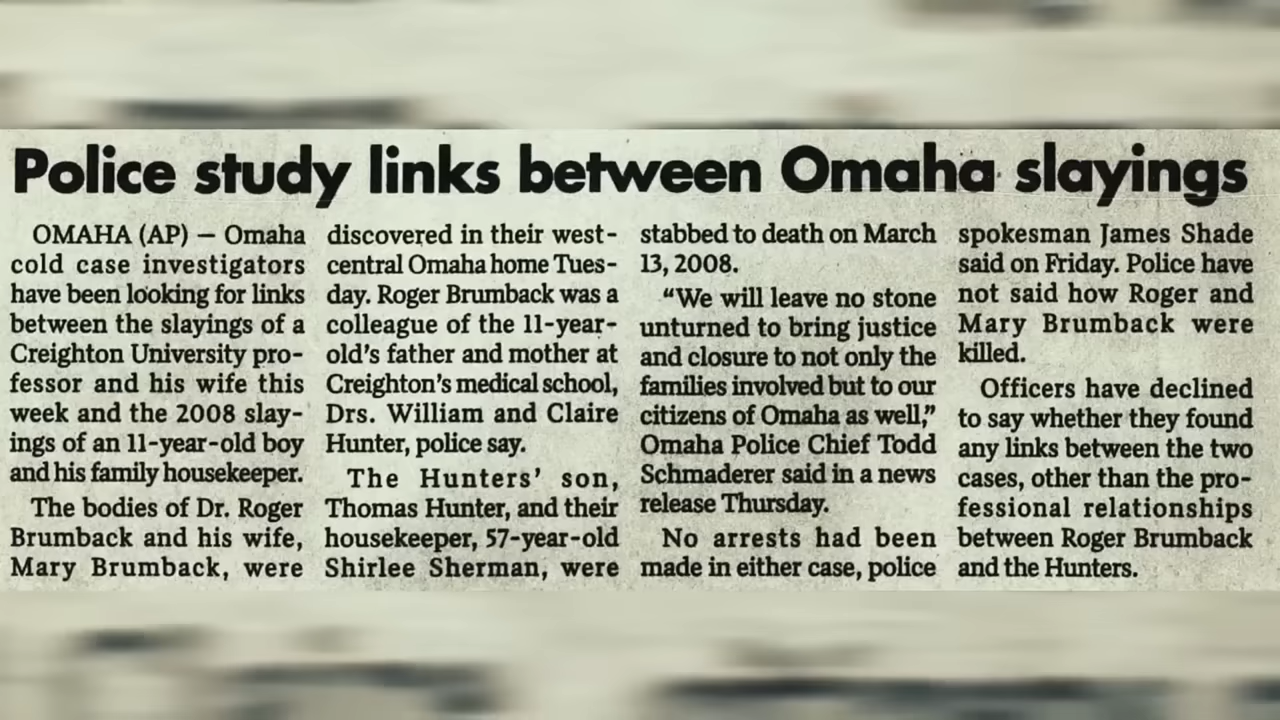 Police study links between Omaha slayings
OMAHA (AP) — Omaha
cold case investigators
have been looking for links
between the slayings of a
Creighton University pro-
fessor and his wife this
week and the 2008 slay-
ings of an 11-year-old boy
and his family housekeeper.
The bodies of Dr. Roger
Brumback and his wife,
Mary Brumback, were
discovered in their west-
central Omaha home Tues-
day. Roger Brumback was a
colleague of the 11-year-
old's father and mother at
Creighton's medical school,
Drs. William and Claire
Hunter, police say.
The Hunters' son,
Thomas Hunter, and their
housekeeper, 57-year-old
Shirlee Sherman, were
stabbed to death on March
13, 2008.
“We will leave no stone
unturned to bring justice
and closure to not only the
families involved but to our
citizens of Omaha as well,”
Omaha Police Chief Todd
Schmaderer said in a news
release Thursday.
No arrests had been
made in either case, police
spokesman James Shade
said on Friday. Police have
not said how Roger and
Mary Brumback were
killed.
Officers have declined
to say whether they found
any links between the two
cases, other than the pro-
fessional relationships
between Roger Brumback
and the Hunters.